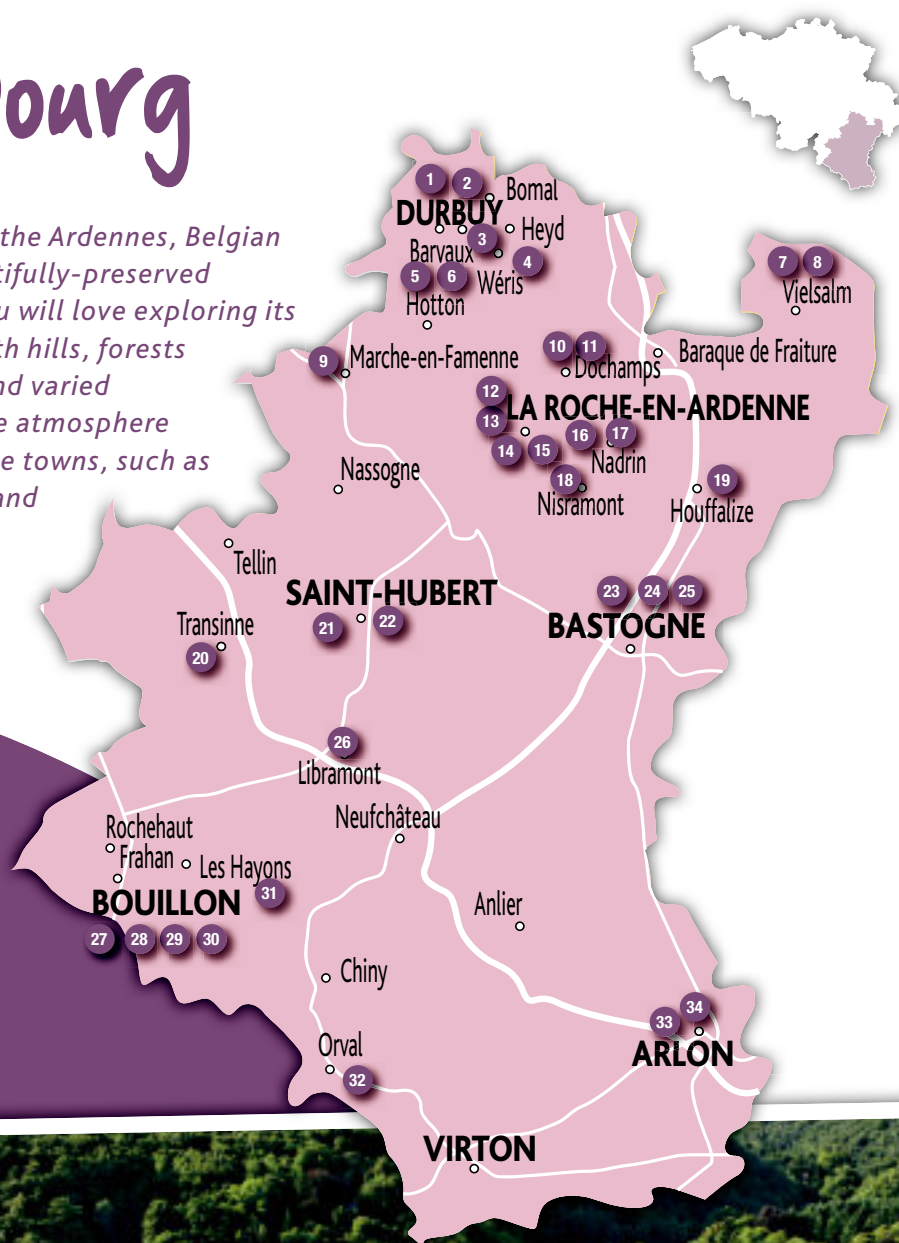 ourg
the Ardennes, Belgian
tifully-preserved
u will love exploring its
th hills, forests
nd varied
e atmosphere
e towns, such as
and
1
2
Bomal
DURBUY
Heyd
3
Barvaux
4
5
6
Wéris
Hotton
7
8
Vielsalm
9
Marche-en-Famenne
10
11
Dochamps
Baraque de Fraiture
12
LA ROCHE-EN-ARDENNE
13
14
15
16
17
Nadrin
18
Nisramont
19
Houffalize
Nassogne
Tellin
SAINT-HUBERT
21
22
23
24
25
BASTOGNE
Transinne
20
26
Libramont
Neufchâteau
Rochehaut
Frahan
Les Hayons
31
BOUILLON
27
28
29
30
Anlier
Chiny
Orval
32
33
34
ARLON
VIRTON